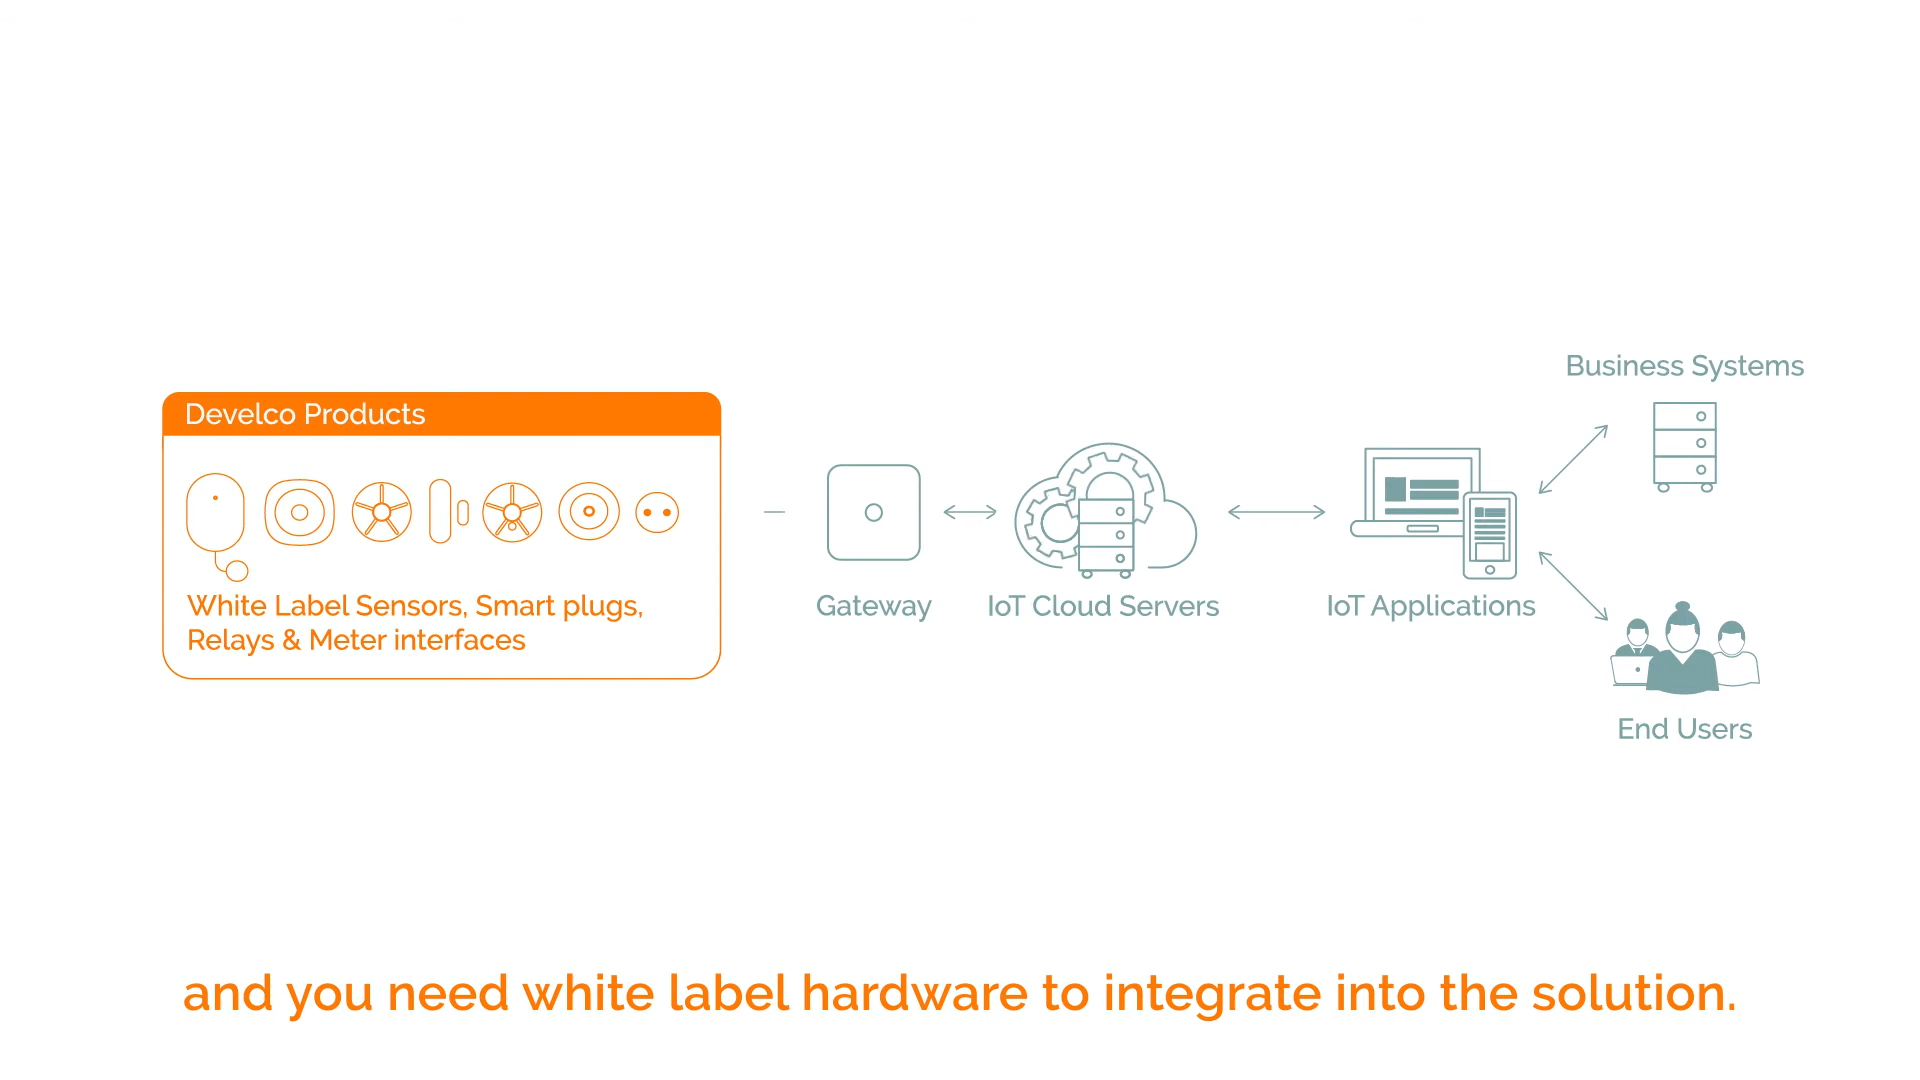 Business Systems
Develco Products
White Label Sensors, Smart plugs,
Relays & Meter interfaces
Gateway
IoT Cloud Servers
IoT Applications
End Users
and you need white label hardware to integrate into the solution.